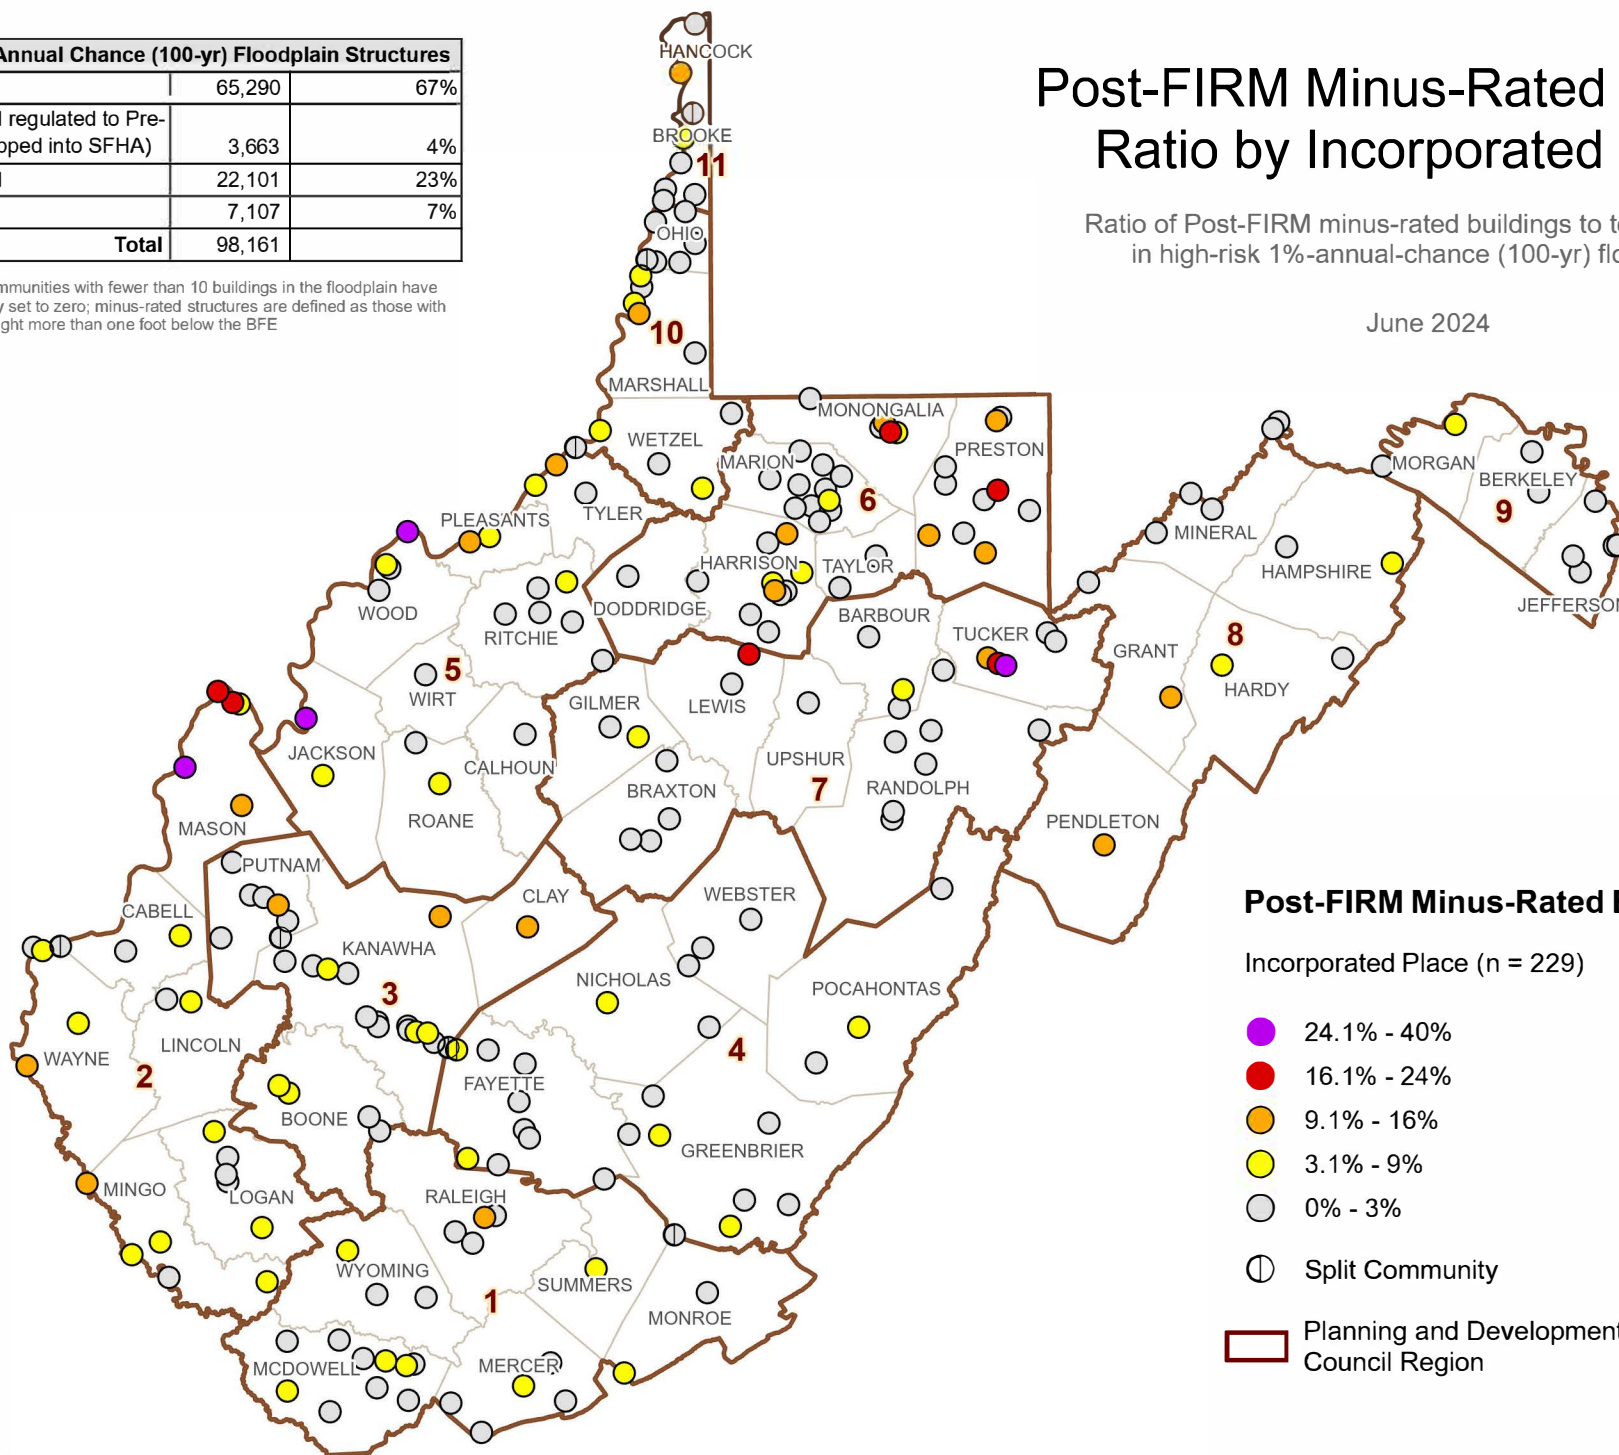 Annual Chance (100-yr) Floodplain Structures
65,290 67%
regulated to Pre-
pped into SFHA) 3,663 4%
22,101 23%
7,107 7%
Total 98,161
mmunities with fewer than 10 buildings in the floodplain have
y set to zero; minus-rated structures are defined as those with
ght more than one foot below the BFE
Post-FIRM Minus-Rated
Ratio by Incorporated
Ratio of Post-FIRM minus-rated buildings to t
in high-risk 1%-annual-chance (100-yr) flo
June 2024
HANCOCK
BROOKE
11
OHIO
10
MARSHALL
MONONGALIA
WETZEL
PRESTON
MARION
MORGAN
BERKELEY
6
9
TYLER
PLEASANTS
MINERAL
HARRISON
TAYLOR
HAMPSHIRE
WOOD
DODDRIDGE
JEFFERSON
BARBOUR
RITCHIE
TUCKER
8
GRANT
5
WIRT
HARDY
GILMER
LEWIS
JACKSON
CALHOUN
UPSHUR
RANDOLPH
7
BRAXTON
ROANE
MASON
PENDLETON
PUTNAM
WEBSTER
CLAY
CABELL
KANAWHA
NICHOLAS
POCAHONTAS
3
LINCOLN
4
WAYNE
2
FAYETTE
BOONE
GREENBRIER
MINGO
LOGAN
RALEIGH
WYOMING
SUMMERS
1
MONROE
MCDOWELL
MERCER
Post-FIRM Minus-Rated
Incorporated Place (n = 229)
24.1% - 40%
16.1% - 24%
9.1% - 16%
3.1% - 9%
0% - 3%
Split Community
Planning and Development
Council Region